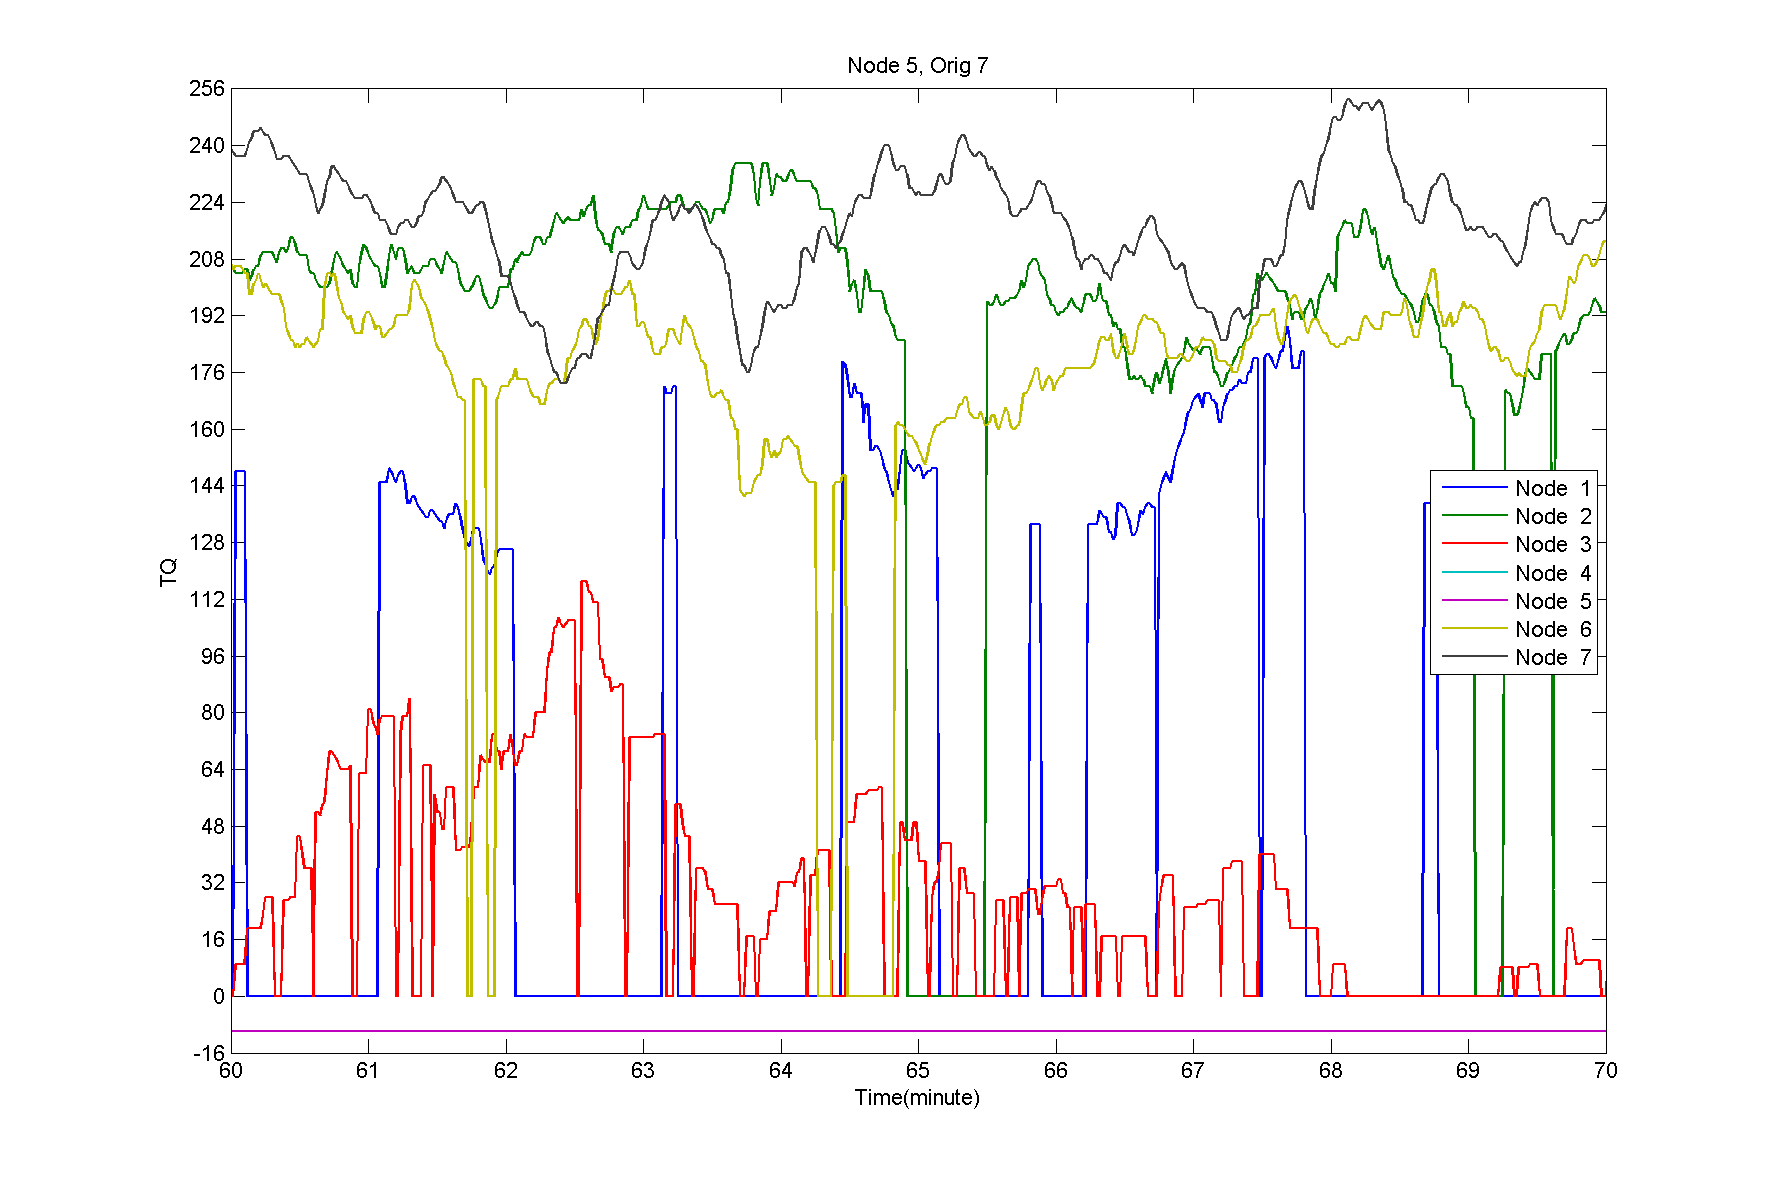 Node 5, Orig 7
256
240
224
208
192
176
160
144
128
112
96
80
64
48
32
16
0
-16
TQ
Node 1
Node 2
Node 3
Node 4
Node 5
Node 6
Node 7
60 61 62 63 64 65 66 67 68 69 70
Time(minute)